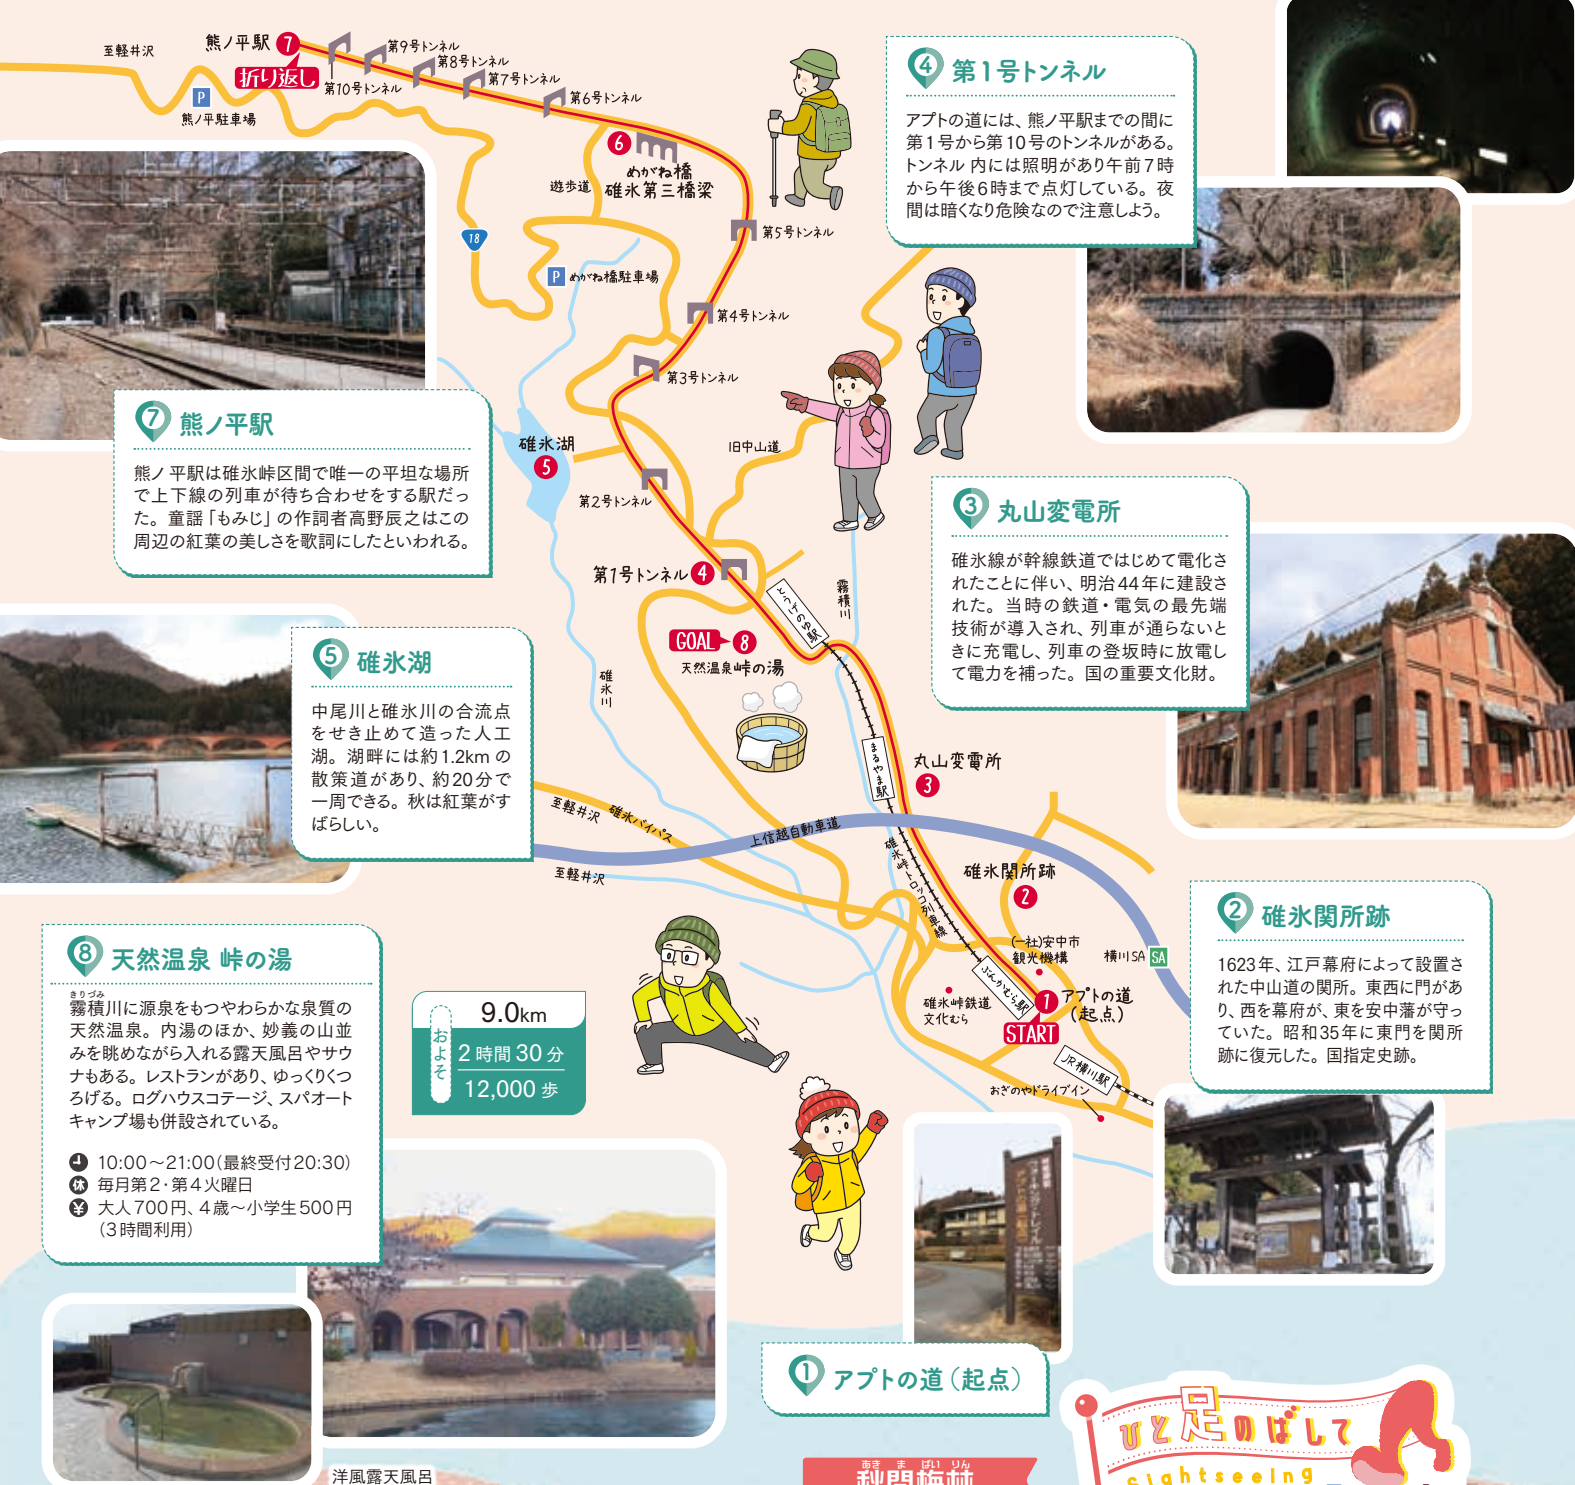 至軽井沢
熊ノ平駅 7
折り返し
第10号トンネル
第9号トンネル
第8号トンネル
第7号トンネル
第6号トンネル
P
熊ノ平駐車場
6
めがね橋
碓氷第三橋梁
遊歩道
18
P めがね橋駐車場
第5号トンネル
第4号トンネル
第3号トンネル
旧中山道
碓氷湖
5
第2号トンネル
第1号トンネル 4
とうげのゆ駅
霧積川
GOAL 8
天然温泉峠の湯
碓氷川
まるやま駅
丸山変電所
3
至軽井沢
碓氷バイパス
上信越自動車道
至軽井沢
碓氷峠トロッコ列車線
碓氷関所跡
2
(一社)安中市
観光機構
横川SA SA
碓氷峠鉄道
文化むら
ぶんかむら駅
1 アプトの道
(起点)
START
JR横川駅
おぎのやドライブイン
4 第1号トンネル
アプトの道には、熊ノ平駅までの間に
第1号から第10号のトンネルがある。
トンネル内には照明があり午前7時
から午後6時まで点灯している。夜
間は暗くなり危険なので注意しよう。
7 熊ノ平駅
熊ノ平駅は碓氷峠区間で唯一の平坦な場所
で上下線の列車が待ち合わせをする駅だっ
た。童謡「もみじ」の作詞者高野辰之はこの
周辺の紅葉の美しさを歌詞にしたといわれる。
3 丸山変電所
碓氷線が幹線鉄道ではじめて電化さ
れたことに伴い、明治44年に建設さ
れた。当時の鉄道・電気の最先端
技術が導入され、列車が通らないと
きに充電し、列車の登坂時に放電し
て電力を補った。国の重要文化財。
5 碓氷湖
中尾川と碓氷川の合流点
をせき止めて造った人工
湖。湖畔には約1.2kmの
散策道があり、約20分で
一周できる。秋は紅葉がす
ばらしい。
2 碓氷関所跡
1623年、江戸幕府によって設置さ
れた中山道の関所。東西に門があ
り、西を幕府が、東を安中藩が守っ
ていた。昭和35年に東門を関所
跡に復元した。国指定史跡。
8 天然温泉 峠の湯
きりづみ
霧積川に源泉をもつやわらかな泉質の
天然温泉。内湯のほか、妙義の山並
みを眺めながら入れる露天風呂やサウ
ナもある。レストランがあり、ゆっくりくつ
ろげる。ログハウスコテージ、スパオート
キャンプ場も併設されている。
10:00〜21:00(最終受付20:30)
休 毎月第2・第4火曜日
¥ 大人700円、4歳〜小学生500円
(3時間利用)
およそ
9.0km
2時間30分
12,000歩
1 アプトの道(起点)
洋風露天風呂
あきまばいりん
秋間梅林
ひと足のばして
Sightseeing